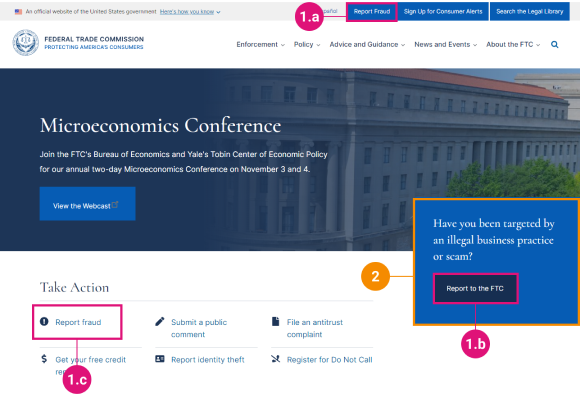 An official website of the United States government Here's how you know
Report Fraud
Sign Up for Consumer Alerts
Search the Legal Library
1.a
FEDERAL TRADE COMMISSION
PROTECTING AMERICA'S CONSUMERS
Enforcement
Policy
Advice and Guidance
News and Events
About the FTC
Microeconomics Conference
Join the FTC's Bureau of Economics and Yale's Tobin Center of Economic Policy
for our annual two-day Microeconomics Conference on November 3 and 4.
View the Webcast
Have you been targeted by
an illegal business practice
or scam?
Report to the FTC
2
1.b
Take Action
Report fraud
Submit a public
comment
File an antitrust
complaint
Get your free credit
Report identity theft
Register for Do Not Call
1.c